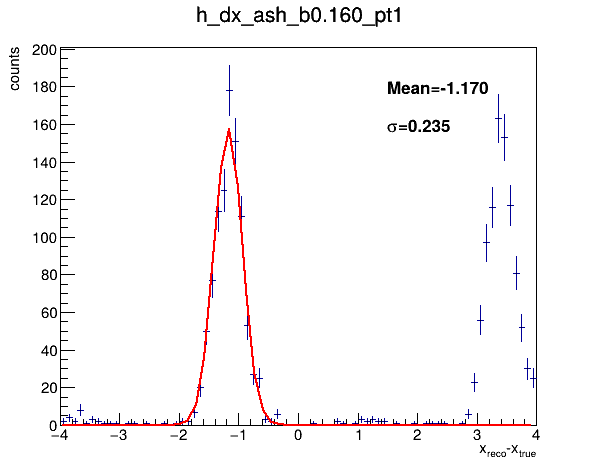 h_dx_ash_b0.160_pt1
counts
200
180
160
140
120
100
80
60
40
20
0
Mean=-1.170
σ=0.235
−4 −3 −2 −1 0 1 2 3 4
x_reco-x_true